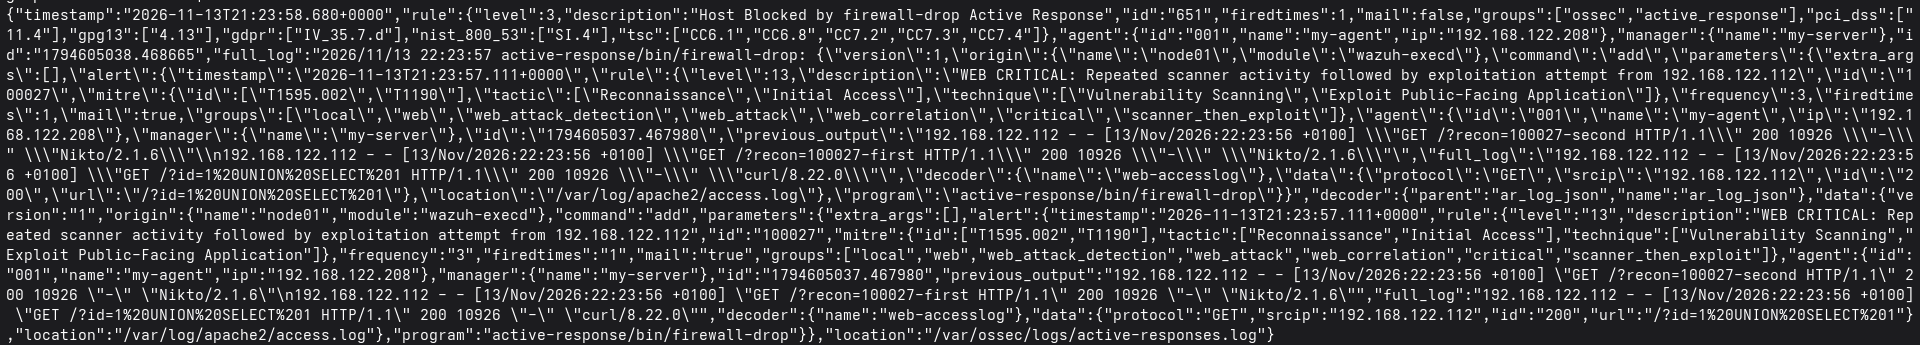 {"timestamp":"2026-11-13T21:23:58.680+0000","rule":{"level":3,"description":"Host Blocked by firewall-drop Active Response","id":"651","firedtimes":1,"mail":false,"groups":["ossec","active_response"],"pci_dss":["
11.4"],"gpg13":["4.13"],"gdpr":["IV_35.7.d"],"nist_800_53":["SI.4"],"tsc":["CC6.1","CC6.8","CC7.2","CC7.3","CC7.4"]},"agent":{"id":"001","name":"my-agent","ip":"192.168.122.208"},"manager":{"name":"my-server"},"i
d":"1794605038.468665","full_log":"2026/11/13 22:23:57 active-response/bin/firewall-drop: {\"version\":1,\"origin\":{\"name\":\"node01\",\"module\":\"wazuh-execd\"},\"command\":\"add\",\"parameters\":{\"extra_arg
s\":[],\"alert\":{\"timestamp\":\"2026-11-13T21:23:57.111+0000\",\"rule\":{\"level\":13,\"description\":\"WEB CRITICAL: Repeated scanner activity followed by exploitation attempt from 192.168.122.112\",\"id\":\"1
00027\",\"mitre\":{\"id\":[\"T1595.002\",\"T1190\"],\"tactic\":[\"Reconnaissance\",\"Initial Access\"],\"technique\":[\"Vulnerability Scanning\",\"Exploit Public-Facing Application\"]},\"frequency\":3,\"firedtime
s\":1,\"mail\":true,\"groups\":[\"local\",\"web\",\"web_attack_detection\",\"web_attack\",\"web_correlation\",\"critical\",\"scanner_then_exploit\"]},\"agent\":{\"id\":\"001\",\"name\":\"my-agent\",\"ip\":\"192.1
68.122.208\"},\"manager\":{\"name\":\"my-server\"},\"id\":\"1794605037.467980\",\"previous_output\":\"192.168.122.112 - - [13/Nov/2026:22:23:56 +0100] \\\"GET /?recon=100027-second HTTP/1.1\\\" 200 10926 \\\"-\\\
" \\\"Nikto/2.1.6\\\"\\n192.168.122.112 - - [13/Nov/2026:22:23:56 +0100] \\\"GET /?recon=100027-first HTTP/1.1\\\" 200 10926 \\\"-\\\" \\\"Nikto/2.1.6\\\"\",\"full_log\":\"192.168.122.112 - - [13/Nov/2026:22:23:5
6 +0100] \\\"GET /?id=1%20UNION%20SELECT%201 HTTP/1.1\\\" 200 10926 \\\"-\\\" \\\"curl/8.22.0\\\"\",\"decoder\":{\"name\":\"web-accesslog\"},\"data\":{\"protocol\":\"GET\",\"srcip\":\"192.168.122.112\",\"id\":\"2
00\",\"url\":\"/?id=1%20UNION%20SELECT%201\"},\"location\":\"/var/log/apache2/access.log\"},\"program\":\"active-response/bin/firewall-drop\"}}","decoder":{"parent":"ar_log_json","name":"ar_log_json"},"data":{"ve
rsion":"1","origin":{"name":"node01","module":"wazuh-execd"},"command":"add","parameters":{"extra_args":[],"alert":{"timestamp":"2026-11-13T21:23:57.111+0000","rule":{"level":"13","description":"WEB CRITICAL: Rep
eated scanner activity followed by exploitation attempt from 192.168.122.112","id":"100027","mitre":{"id":["T1595.002","T1190"],"tactic":["Reconnaissance","Initial Access"],"technique":["Vulnerability Scanning","
Exploit Public-Facing Application"]},"frequency":"3","firedtimes":"1","mail":"true","groups":["local","web","web_attack_detection","web_attack","web_correlation","critical","scanner_then_exploit"]},"agent":{"id":
"001","name":"my-agent","ip":"192.168.122.208"},"manager":{"name":"my-server"},"id":"1794605037.467980","previous_output":"192.168.122.112 - - [13/Nov/2026:22:23:56 +0100] \"GET /?recon=100027-second HTTP/1.1\" 2
00 10926 \"-\" \"Nikto/2.1.6\"\n192.168.122.112 - - [13/Nov/2026:22:23:56 +0100] \"GET /?recon=100027-first HTTP/1.1\" 200 10926 \"-\" \"Nikto/2.1.6\"","full_log":"192.168.122.112 - - [13/Nov/2026:22:23:56 +0100]
 \"GET /?id=1%20UNION%20SELECT%201 HTTP/1.1\" 200 10926 \"-\" \"curl/8.22.0\"","decoder":{"name":"web-accesslog"},"data":{"protocol":"GET","srcip":"192.168.122.112","id":"200","url":"/?id=1%20UNION%20SELECT%201"}
,"location":"/var/log/apache2/access.log"},"program":"active-response/bin/firewall-drop"}},"location":"/var/ossec/logs/active-responses.log"}